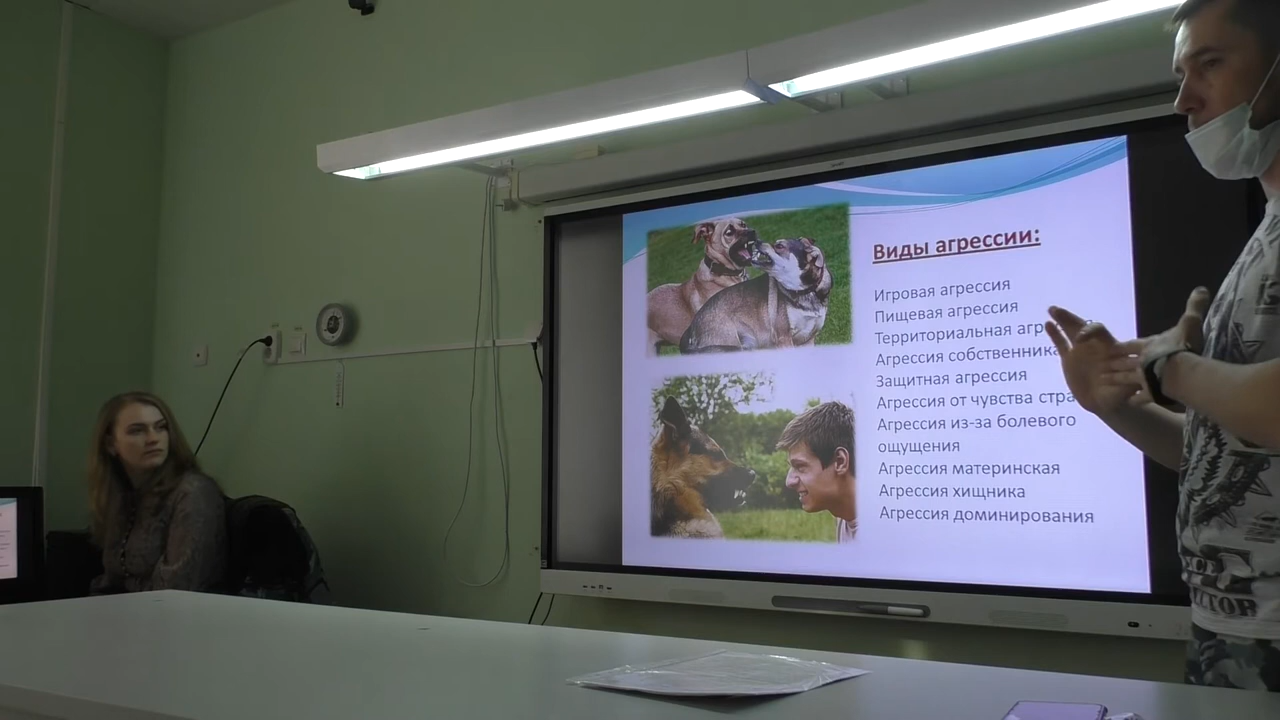 Виды агрессии:
Игровая агрессия
Пищевая агрессия
Территориальная агр
Агрессия собственника
Защитная агрессия
Агрессия от чувства стра
Агрессия из-за болевого
ощущения
Агрессия материнская
Агрессия хищника
Агрессия доминирования